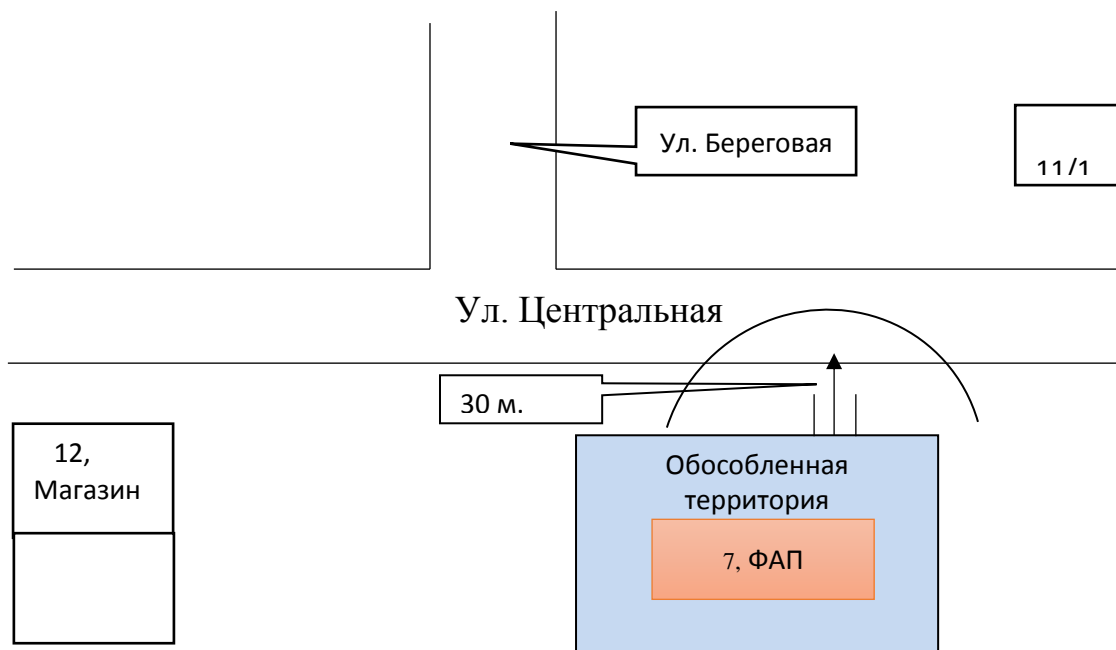 Ул. Береговая
11/1
Ул. Центральная
30 м.
12,
Магазин
Обособленная
территория
7, ФАП